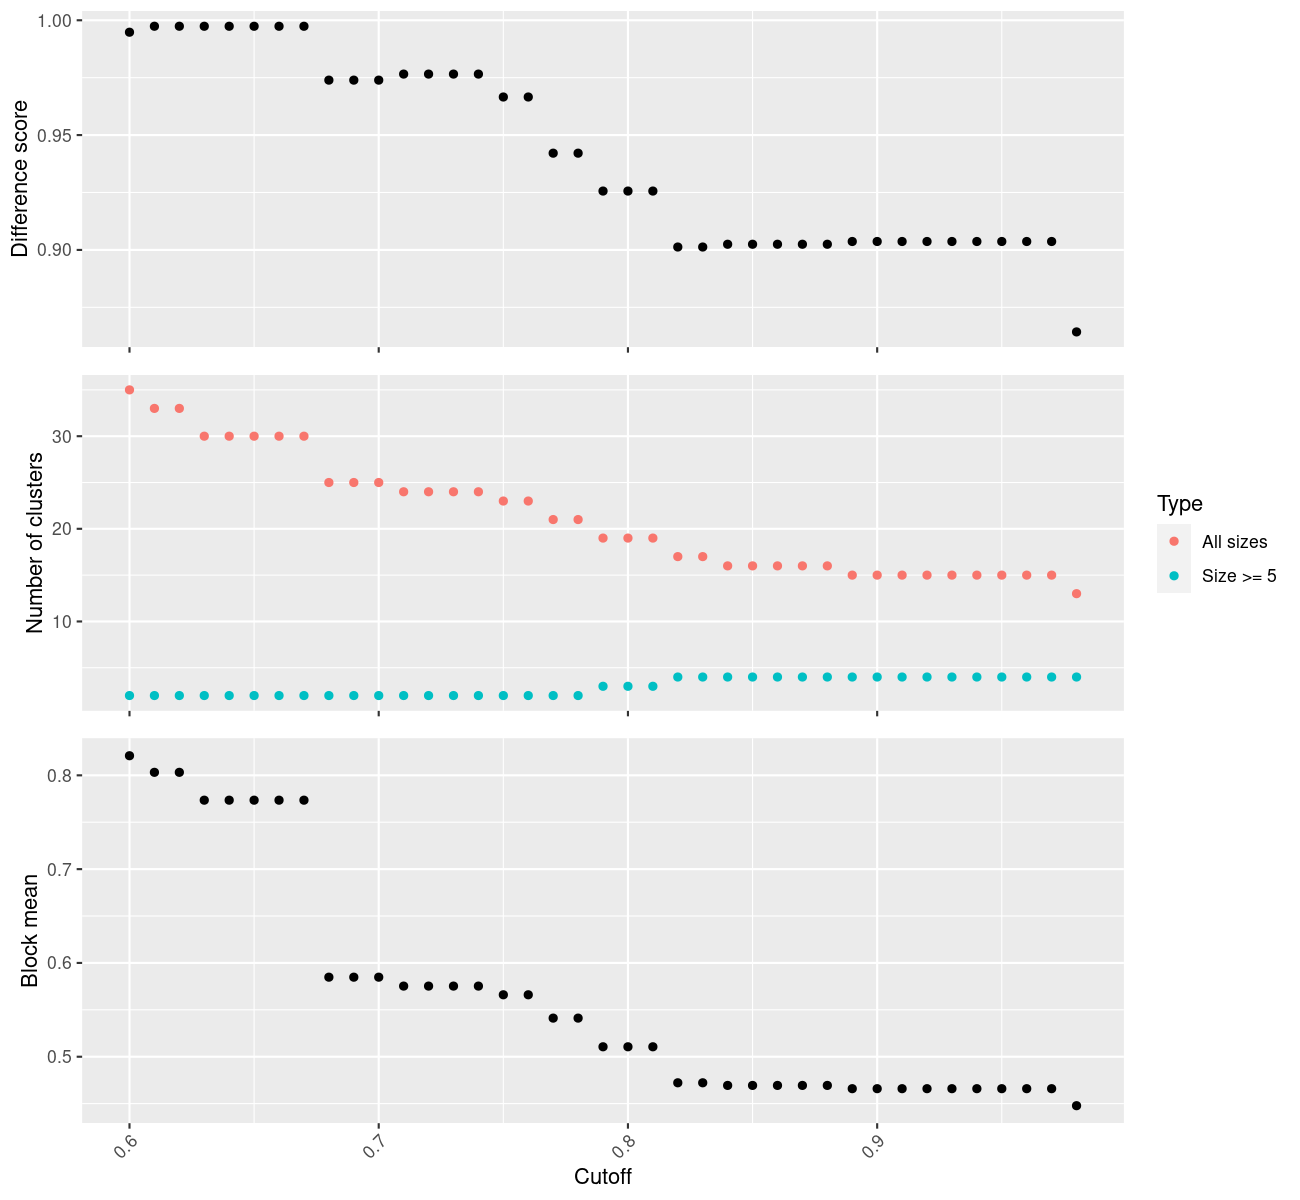 Difference score
1.00
0.95
0.90
Number of clusters
30
20
10
Type
All sizes
Size >= 5
Block mean
0.8
0.7
0.6
0.5
0.6
0.7
0.8
0.9
Cutoff